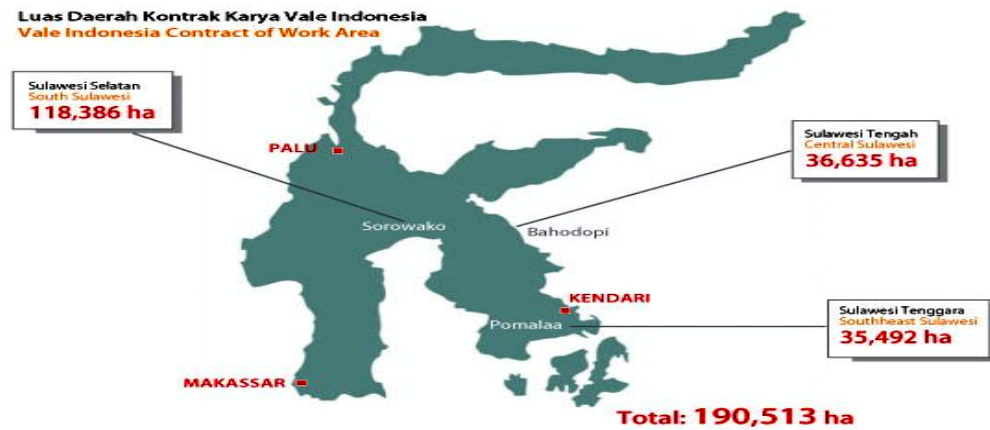 Luas Daerah Kontrak Karya Vale Indonesia
Vale Indonesia Contract of Work Area
Sulawesi Selatan
South Sulawesi
118,386 ha
PALU
Sulawesi Tengah
Central Sulawesi
36,635 ha
Sorowako
Bahodopi
KENDARI
Pomalaa
Sulawesi Tenggara
Southheast Sulawesi
35,492 ha
MAKASSAR
Total: 190,513 ha